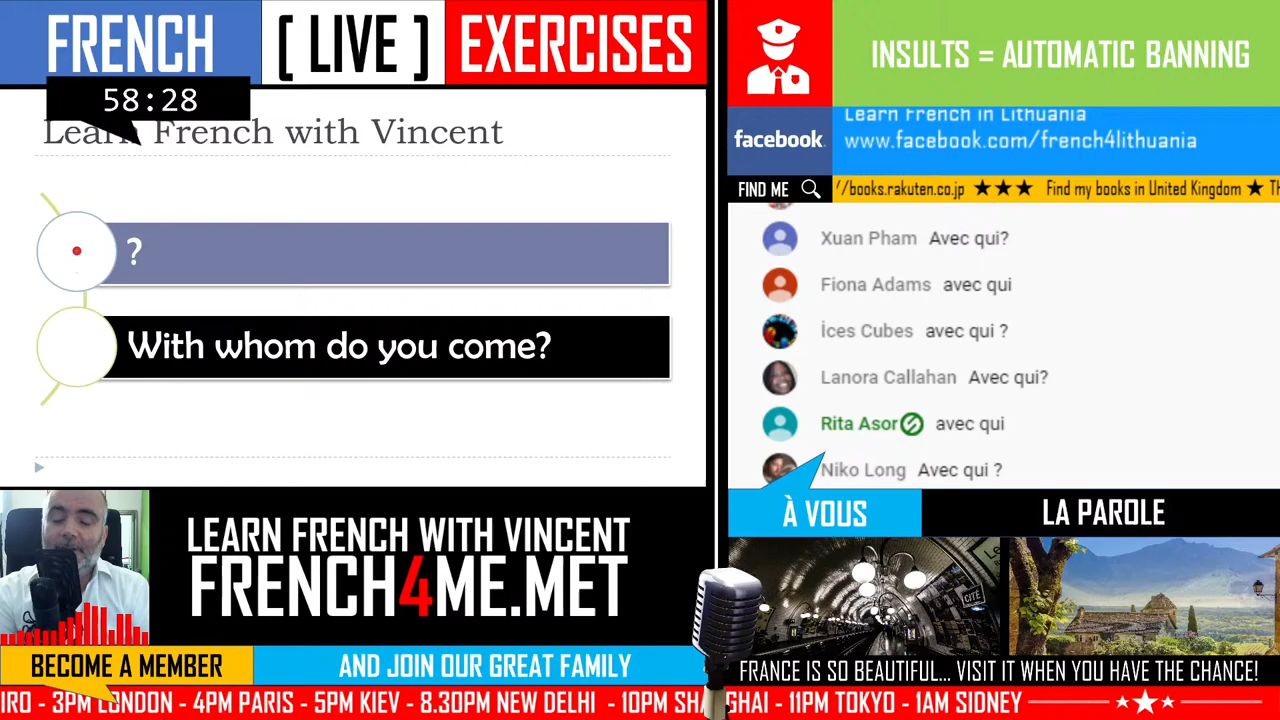 FRENCH [ LIVE ] EXERCISES
58:28
Learn French with Vincent
?
With whom do you come?
LEARN FRENCH WITH VINCENT
FRENCH4ME.MET
BECOME A MEMBER
AND JOIN OUR GREAT FAMILY
INSULTS = AUTOMATIC BANNING
facebook.
Learn French in Lithuania
www.facebook.com/french4lithuania
FIND ME
//books.rakuten.co.jp ★★★ Find my books in United Kingdom ★
Xuan Pham Avec qui?
Fiona Adams avec qui
İces Cubes avec qui ?
Lanora Callahan Avec qui?
Rita Asor avec qui
Niko Long Avec qui ?
À VOUS
LA PAROLE
CITÉ
FRANCE IS SO BEAUTIFUL... VISIT IT WHEN YOU HAVE THE CHANCE!
IRO - 3PM LONDON - 4PM PARIS - 5PM KIEV - 8.30PM NEW DELHI - 10PM SHANGHAI - 11PM TOKYO - 1AM SIDNEY